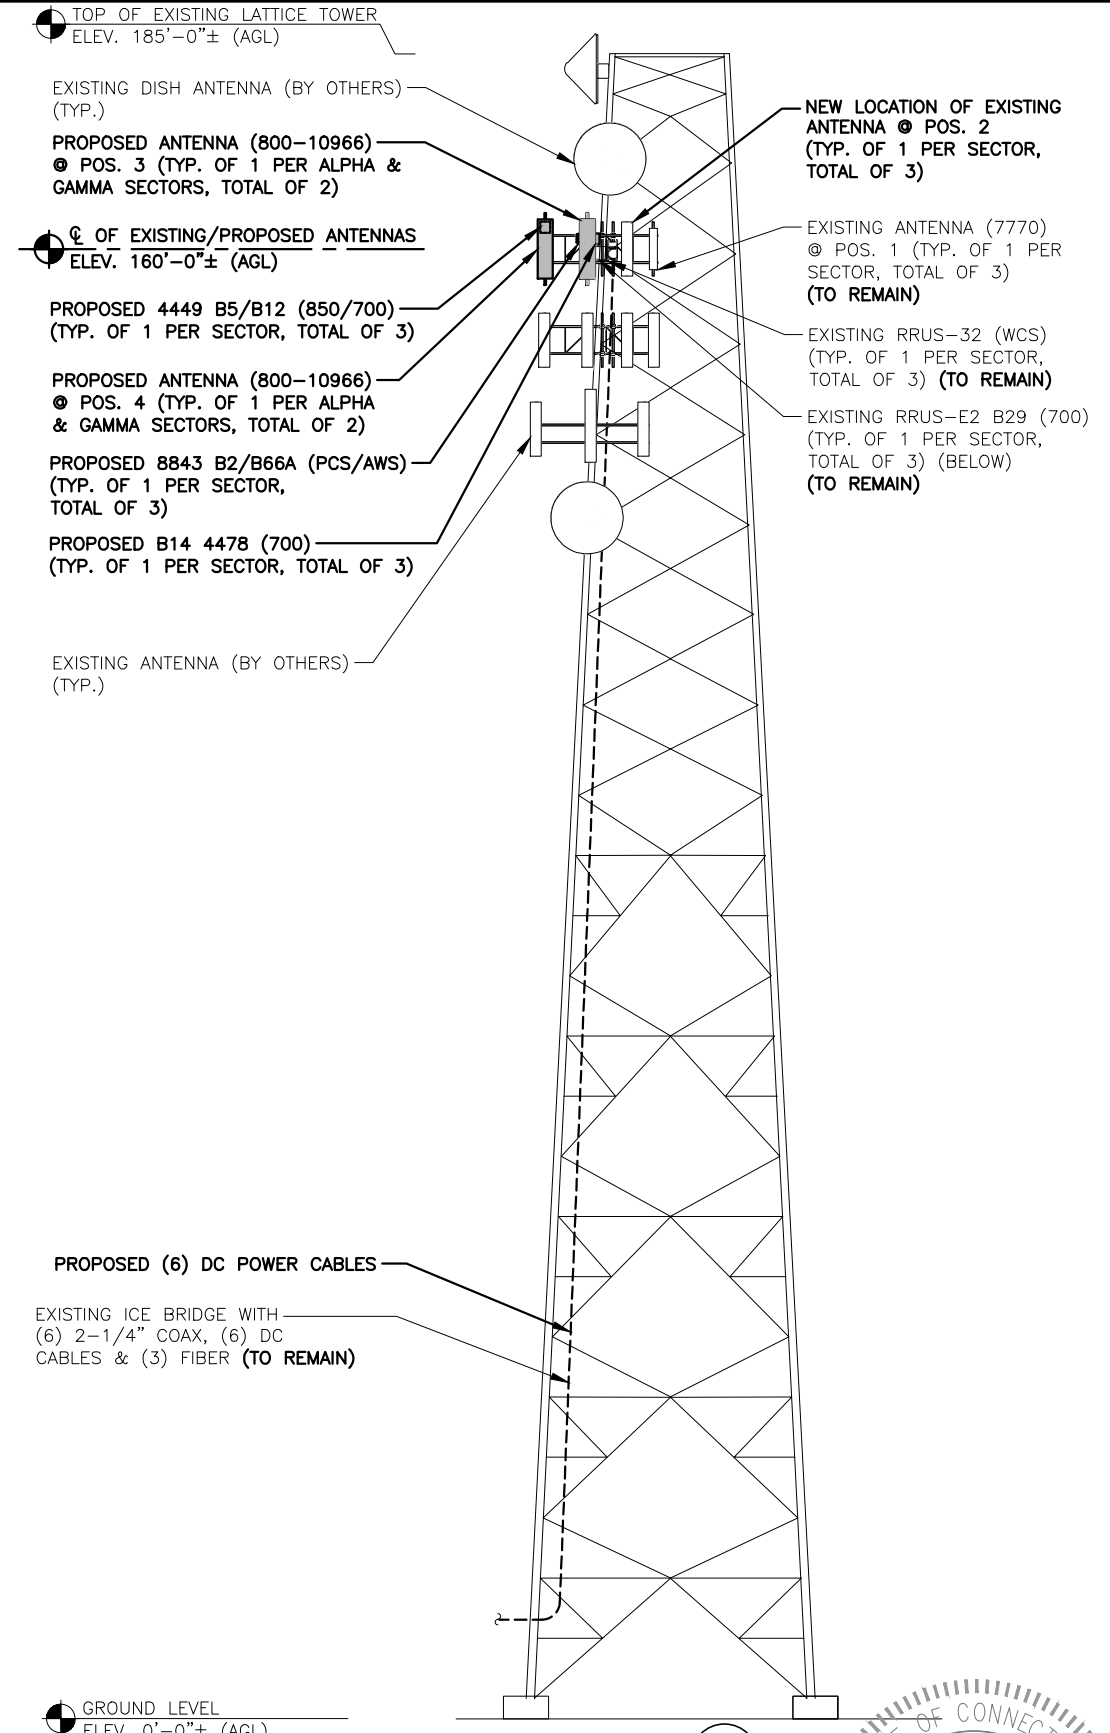 TOP OF EXISTING LATTICE TOWER
ELEV. 185'-0"± (AGL)
EXISTING DISH ANTENNA (BY OTHERS)
(TYP.)
PROPOSED ANTENNA (800-10966)
@ POS. 3 (TYP. OF 1 PER ALPHA &
GAMMA SECTORS, TOTAL OF 2)
℄ OF EXISTING/PROPOSED ANTENNAS
ELEV. 160'-0"± (AGL)
PROPOSED 4449 B5/B12 (850/700)
(TYP. OF 1 PER SECTOR, TOTAL OF 3)
PROPOSED ANTENNA (800-10966)
@ POS. 4 (TYP. OF 1 PER ALPHA
& GAMMA SECTORS, TOTAL OF 2)
PROPOSED 8843 B2/B66A (PCS/AWS)
(TYP. OF 1 PER SECTOR,
TOTAL OF 3)
PROPOSED B14 4478 (700)
(TYP. OF 1 PER SECTOR, TOTAL OF 3)
EXISTING ANTENNA (BY OTHERS)
(TYP.)
NEW LOCATION OF EXISTING
ANTENNA @ POS. 2
(TYP. OF 1 PER SECTOR,
TOTAL OF 3)
EXISTING ANTENNA (7770)
@ POS. 1 (TYP. OF 1 PER
SECTOR, TOTAL OF 3)
(TO REMAIN)
EXISTING RRUS-32 (WCS)
(TYP. OF 1 PER SECTOR,
TOTAL OF 3) (TO REMAIN)
EXISTING RRUS-E2 B29 (700)
(TYP. OF 1 PER SECTOR,
TOTAL OF 3) (BELOW)
(TO REMAIN)
PROPOSED (6) DC POWER CABLES
EXISTING ICE BRIDGE WITH
(6) 2-1/4" COAX, (6) DC
CABLES & (3) FIBER (TO REMAIN)
GROUND LEVEL
ELEV. 0'-0"± (AGL)
OF CONNECT